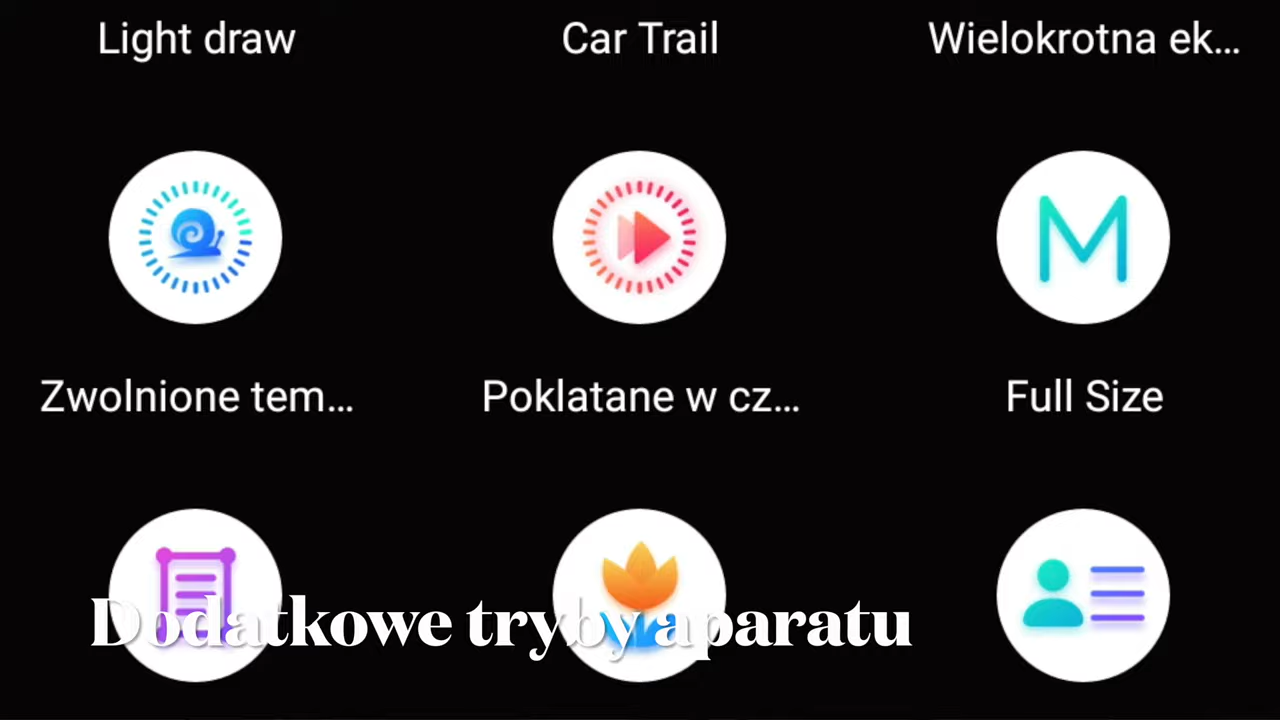 Light draw
Car Trail
Wielokrotna ek...
M
Zwolnione tem...
Poklatane w cz...
Full Size
Dodatkowe tryby aparatu